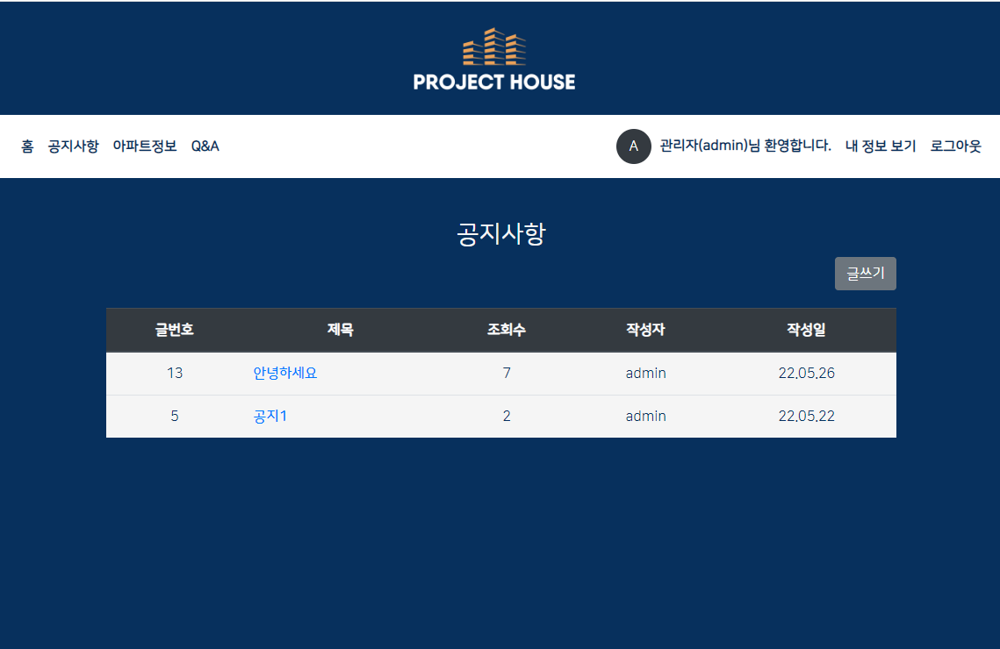 PROJECT HOUSE
홈 공지사항 아파트정보 Q&A A 관리자(admin)님 환영합니다. 내 정보 보기 로그아웃
공지사항
글쓰기
글번호 제목 조회수 작성자 작성일
13 안녕하세요 7 admin 22.05.26
5 공지1 2 admin 22.05.22